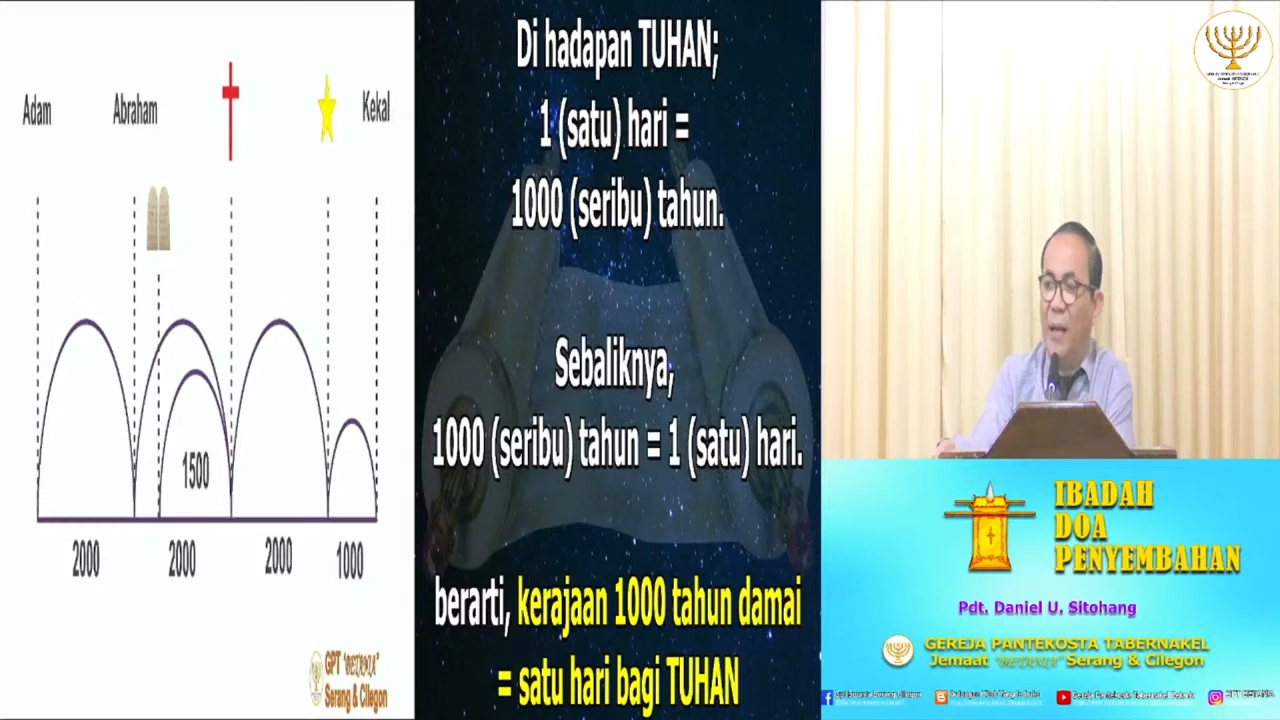 Adam
Abraham
Kekal
1500
2000
2000
2000
1000
GPT "BETANIA"
Serang & Cilegon
Di hadapan TUHAN;
1 (satu) hari =
1000 (seribu) tahun.
Sebaliknya,
1000 (seribu) tahun = 1 (satu) hari.
berarti, kerajaan 1000 tahun damai
= satu hari bagi TUHAN
IBADAH
DOA
PENYEMBAHAN
Pdt. Daniel U. Sitohang
GEREJA PANTEKOSTA TABERNAKEL
Jemaat "BETANIA" Serang & Cilegon